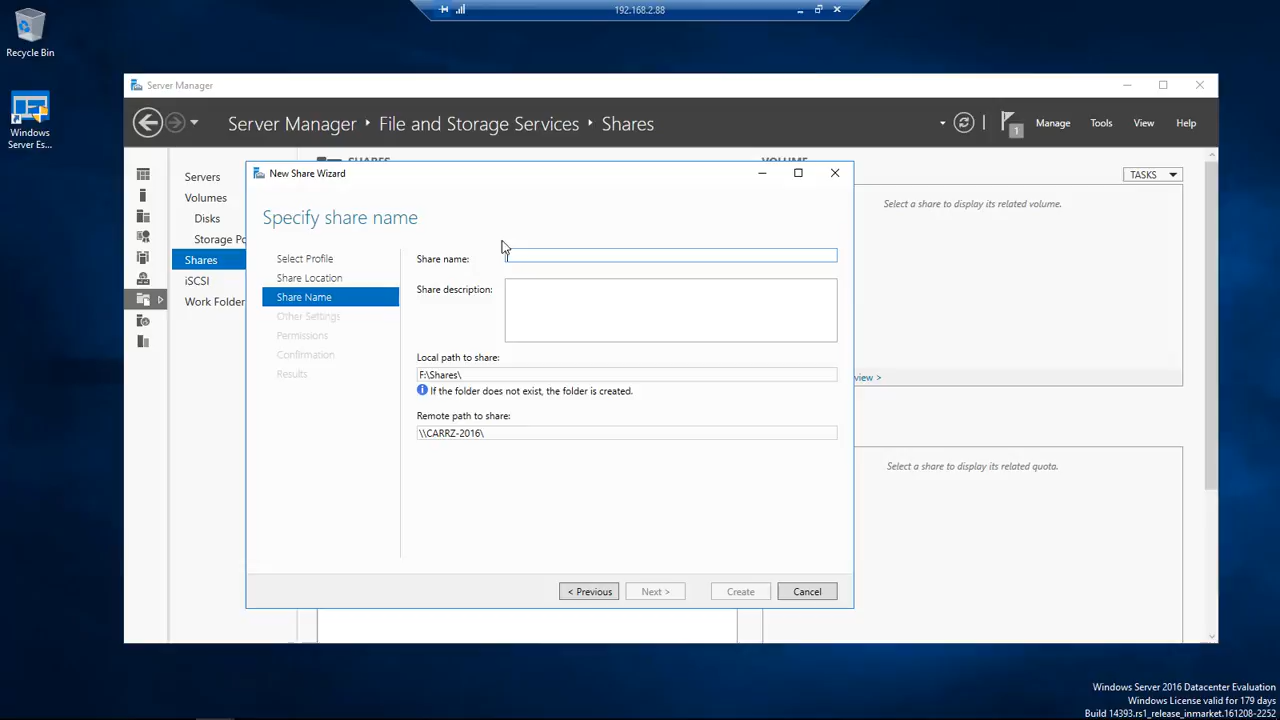 192.168.2.88
Recycle Bin
Windows
Server Es...
Server Manager
Server Manager ‣ File and Storage Services ‣ Shares
1
Manage
Tools
View
Help
Servers
Volumes
Disks
Storage Po
Shares
iSCSI
Work Folder
SHARES
VOLUME
TASKS
Select a share to display its related volume.
view >
Select a share to display its related quota.
New Share Wizard
Specify share name
Select Profile
Share Location
Share Name
Other Settings
Permissions
Confirmation
Results
Share name:
Share description:
Local path to share:
F:\Shares\
If the folder does not exist, the folder is created.
Remote path to share:
\\CARRZ-2016\
< Previous
Next >
Create
Cancel
Windows Server 2016 Datacenter Evaluation
Windows License valid for 179 days
Build 14393.rs1_release_inmarket.161208-2252